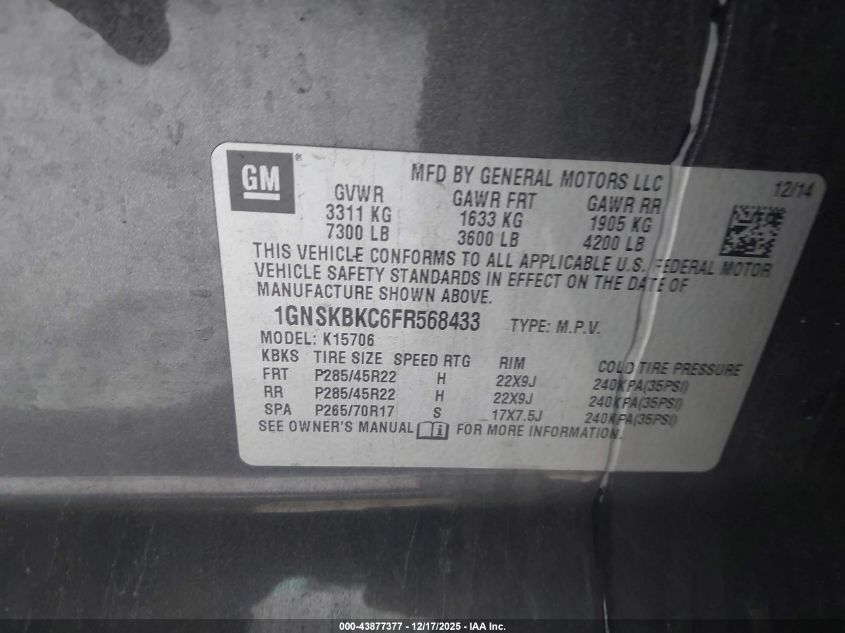 GM
MFD BY GENERAL MOTORS LLC 12/14
GVWR GAWR FRT GAWR RR
3311 KG 1633 KG 1905 KG
7300 LB 3600 LB 4200 LB
THIS VEHICLE CONFORMS TO ALL APPLICABLE U.S. FEDERAL MOTOR
VEHICLE SAFETY STANDARDS IN EFFECT ON THE DATE OF
MANUFACTURE SHOWN ABOVE.
1GNSKBKC6FR568433 TYPE: M.P.V.
MODEL: K15706
KBKS TIRE SIZE SPEED RTG RIM COLD TIRE PRESSURE
FRT P285/45R22 H 22X9J 240KPA(35PSI)
RR P285/45R22 H 22X9J 240KPA(35PSI)
SPA P265/70R17 S 17X7.5J 240KPA(35PSI)
SEE OWNER'S MANUAL FOR MORE INFORMATION.
000-43877377 - 12/17/2025 - IAA Inc.